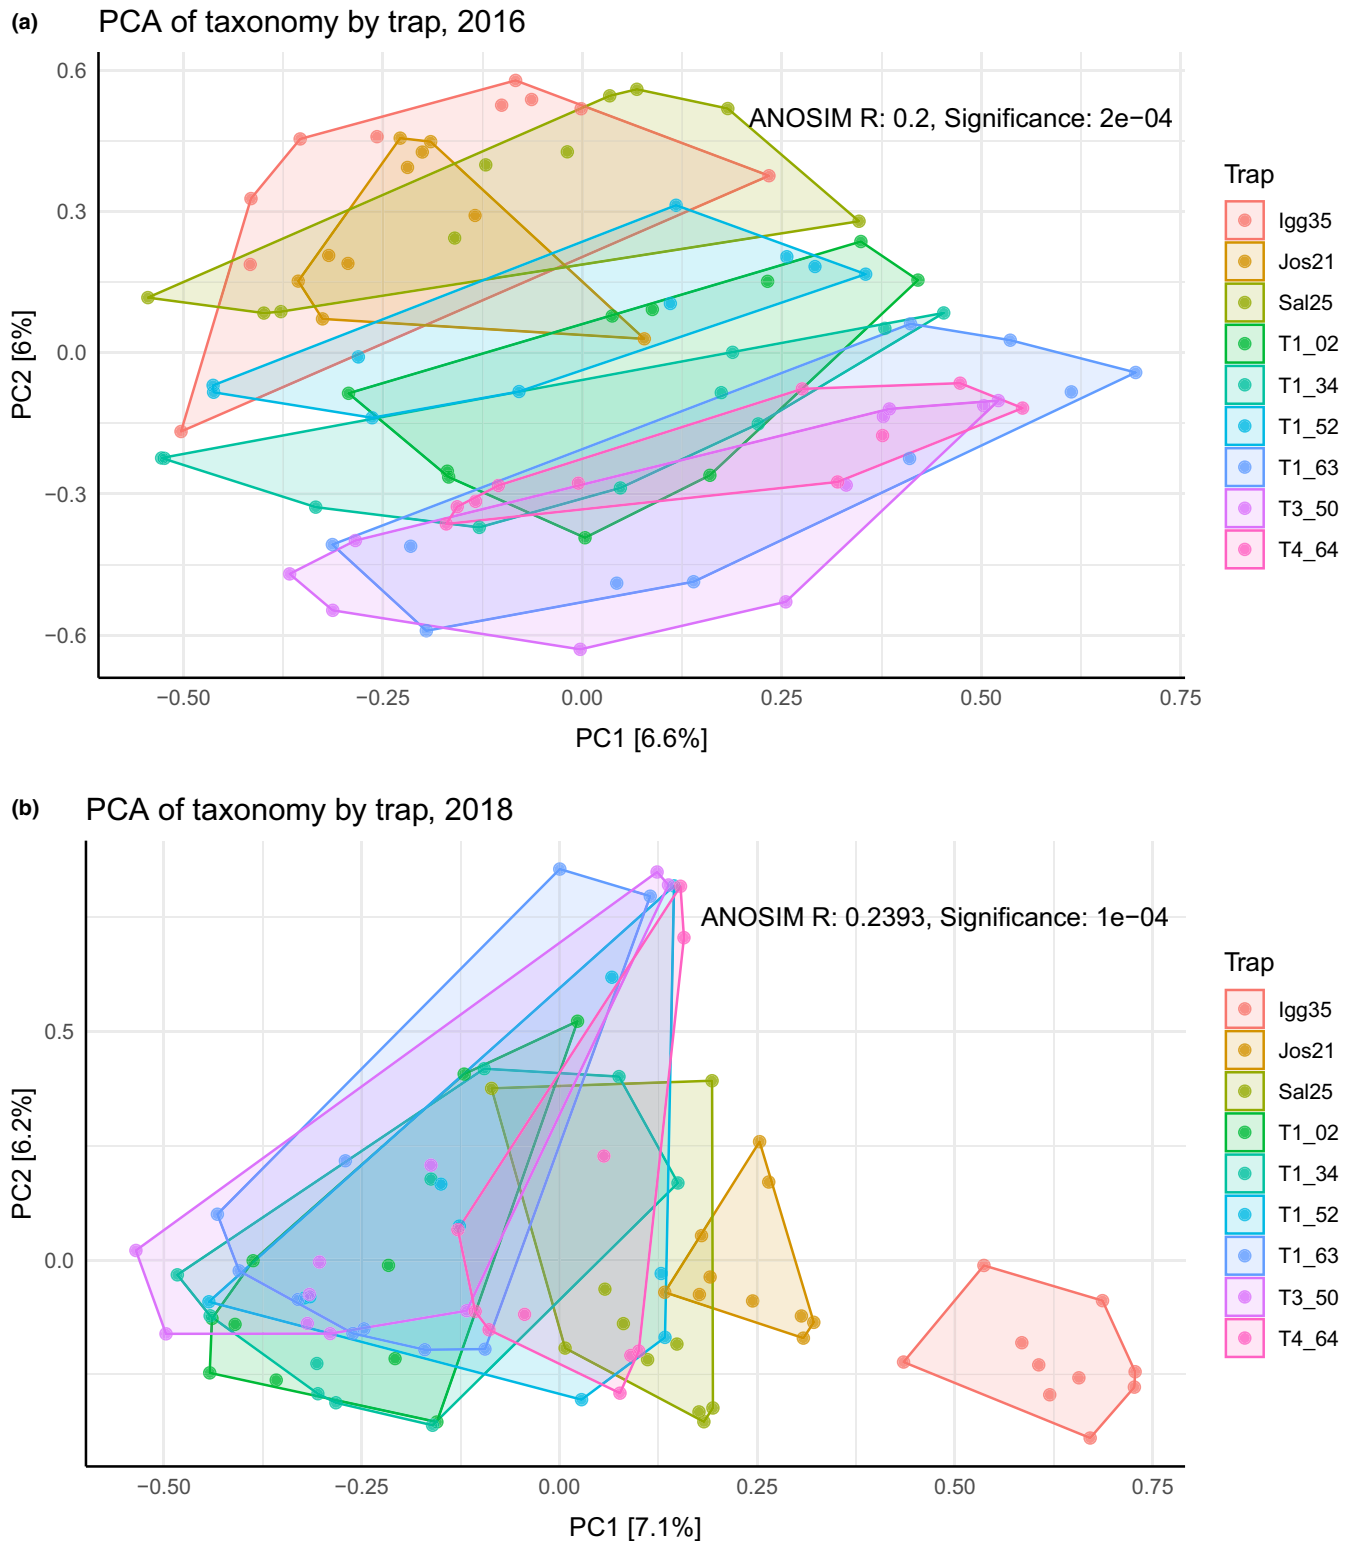 (a) PCA of taxonomy by trap, 2016
ANOSIM R: 0.2, Significance: 2e−04
PC2 [6%]
0.6
0.3
0.0
−0.3
−0.6
−0.50 −0.25 0.00 0.25 0.50 0.75
PC1 [6.6%]
Trap
Igg35
Jos21
Sal25
T1_02
T1_34
T1_52
T1_63
T3_50
T4_64
(b) PCA of taxonomy by trap, 2018
ANOSIM R: 0.2393, Significance: 1e−04
PC2 [6.2%]
0.5
0.0
−0.50 −0.25 0.00 0.25 0.50 0.75
PC1 [7.1%]
Trap
Igg35
Jos21
Sal25
T1_02
T1_34
T1_52
T1_63
T3_50
T4_64